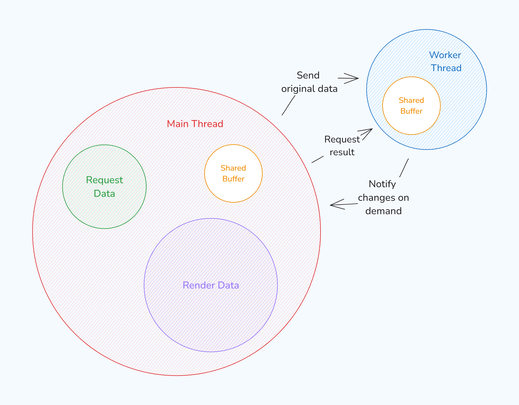 Worker
Thread
Send
original data
Shared
Buffer
Main Thread
Request
result
Shared
Buffer
Request
Data
Notify
changes on
demand
Render Data